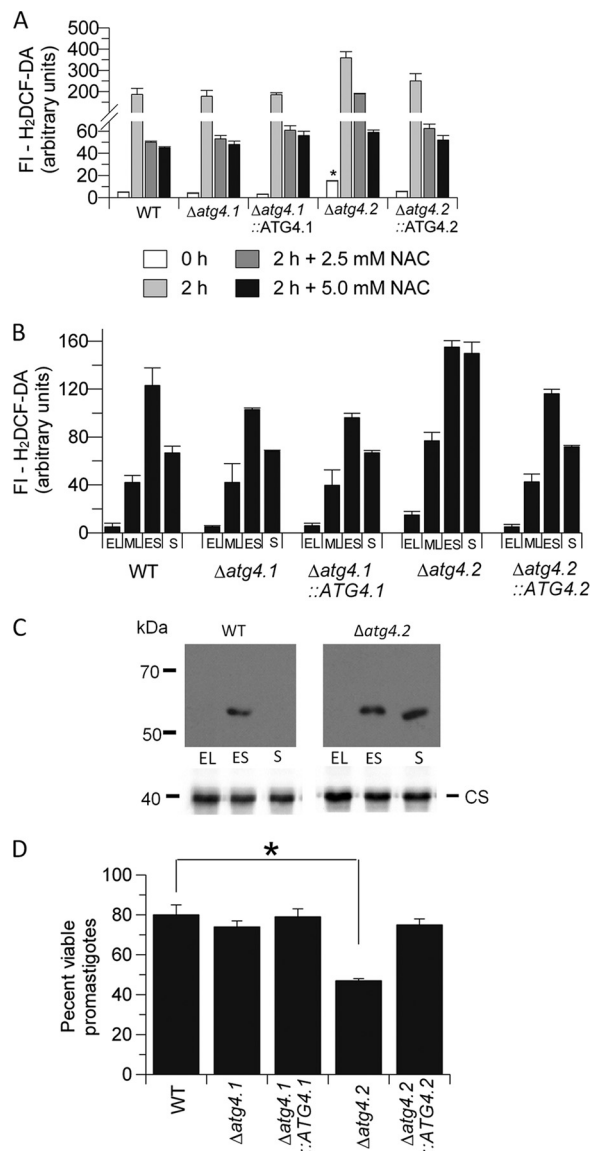 A
FI - H₂DCF-DA
(arbitrary units)
500
400
300
200
60
40
20
0
*
WT
Δatg4.1
Δatg4.1
::ATG4.1
Δatg4.2
Δatg4.2
::ATG4.2
0 h
2 h + 2.5 mM NAC
2 h
2 h + 5.0 mM NAC
B
FI - H₂DCF-DA
(arbitrary units)
160
120
80
40
0
EL ML ES S EL ML ES S EL ML ES S EL ML ES S EL ML ES S
WT
Δatg4.1
Δatg4.1
::ATG4.1
Δatg4.2
Δatg4.2
::ATG4.2
C
kDa
WT
Δatg4.2
70
50
EL ES S EL ES S
40
CS
D
Pecent viable
promastigotes
100
80
60
40
20
0
*
WT
Δatg4.1
Δatg4.1
::ATG4.1
Δatg4.2
Δatg4.2
::ATG4.2